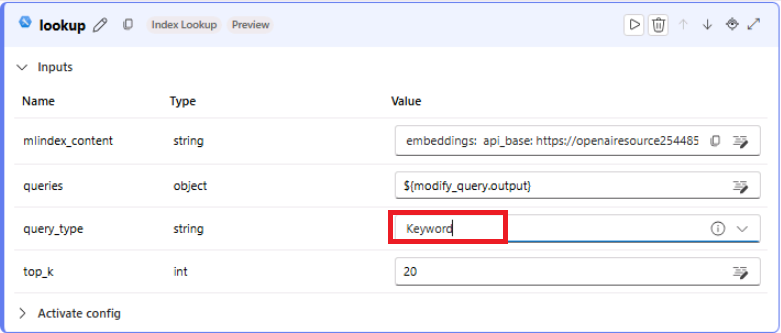 lookup Index Lookup Preview
Inputs
Name Type Value
mlindex_content string embeddings: api_base: https://openairesource254485
queries object ${modify_query.output}
query_type string Keyword
top_k int 20
Activate config